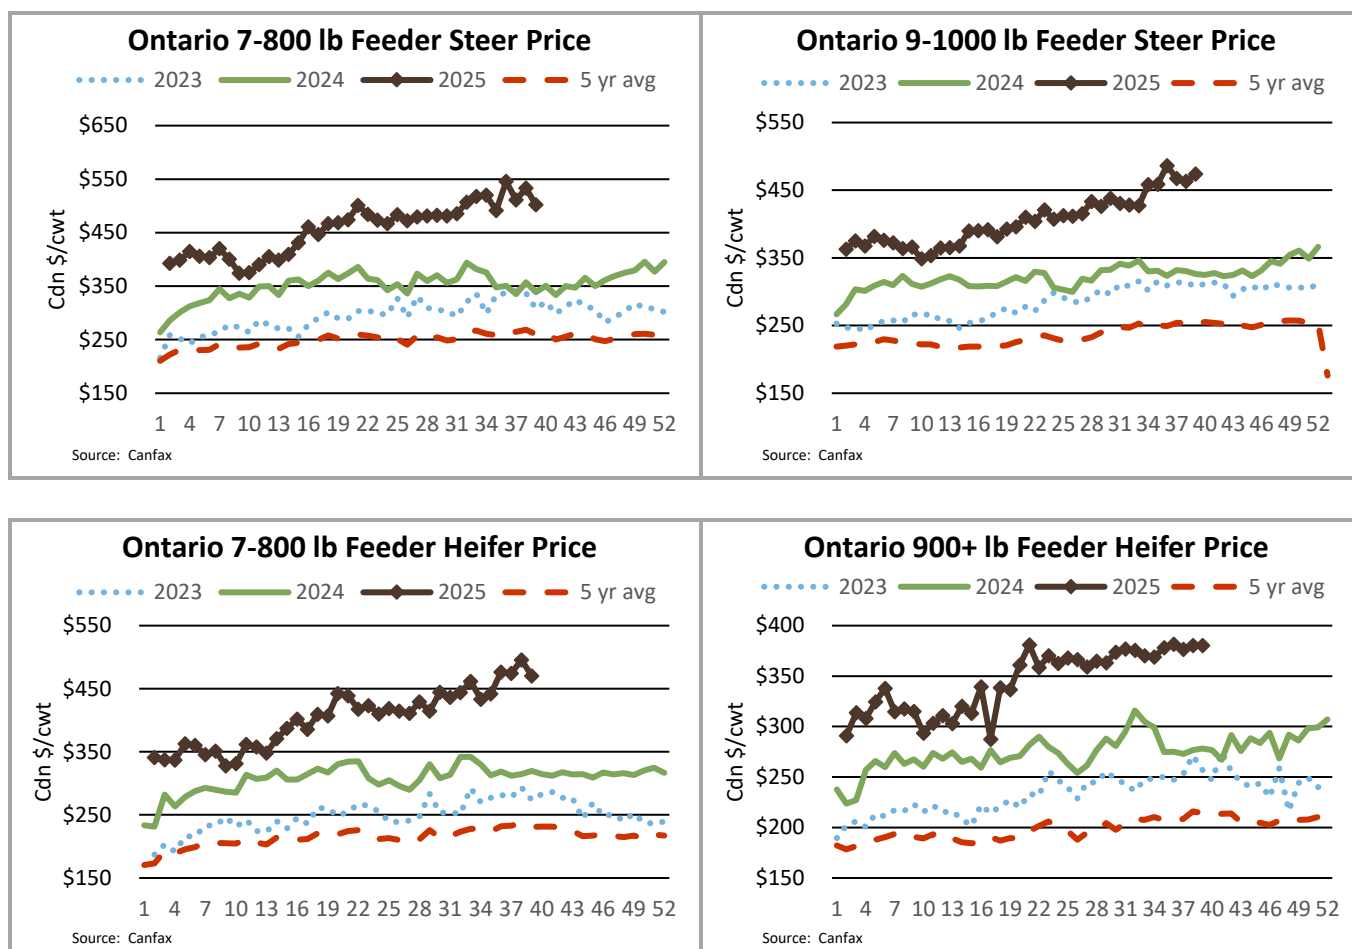 Ontario 7-800 lb Feeder Steer Price
2023 2024 2025 5 yr avg
$650
$550
$450
$350
$250
$150
Cdn $/cwt
1 4 7 10 13 16 19 22 25 28 31 34 37 40 43 46 49 52
Source: Canfax
Ontario 9-1000 lb Feeder Steer Price
2023 2024 2025 5 yr avg
$550
$450
$350
$250
$150
Cdn $/cwt
1 4 7 10 13 16 19 22 25 28 31 34 37 40 43 46 49 52
Source: Canfax
Ontario 7-800 lb Feeder Heifer Price
2023 2024 2025 5 yr avg
$550
$450
$350
$250
$150
Cdn $/cwt
1 4 7 10 13 16 19 22 25 28 31 34 37 40 43 46 49 52
Source: Canfax
Ontario 900+ lb Feeder Heifer Price
2023 2024 2025 5 yr avg
$400
$350
$300
$250
$200
$150
Cdn $/cwt
1 4 7 10 13 16 19 22 25 28 31 34 37 40 43 46 49 52
Source: Canfax